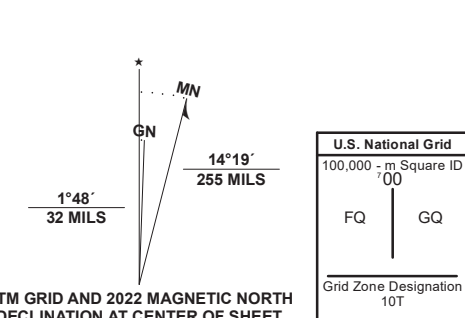 ★
MN
GN
14°19´
255 MILS
1°48´
32 MILS
TM GRID AND 2022 MAGNETIC NORTH
DECLINATION AT CENTER OF SHEET
U.S. National Grid
100,000 - m Square ID
⁷00
FQ GQ
Grid Zone Designation
10T